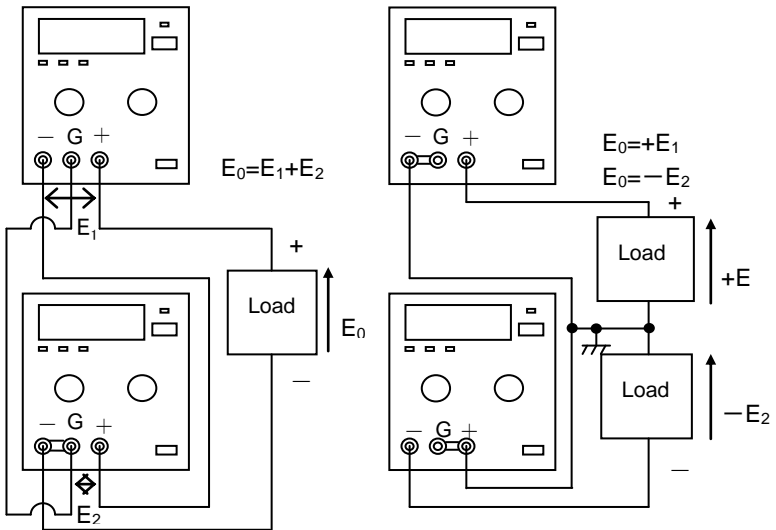 − G +
E₀=E₁+E₂
E₁
+
Load
E₀
−
− G +
E₂
− G +
E₀=+E₁
E₀=−E₂
+
Load
+E
Load
−E₂
− G +
−